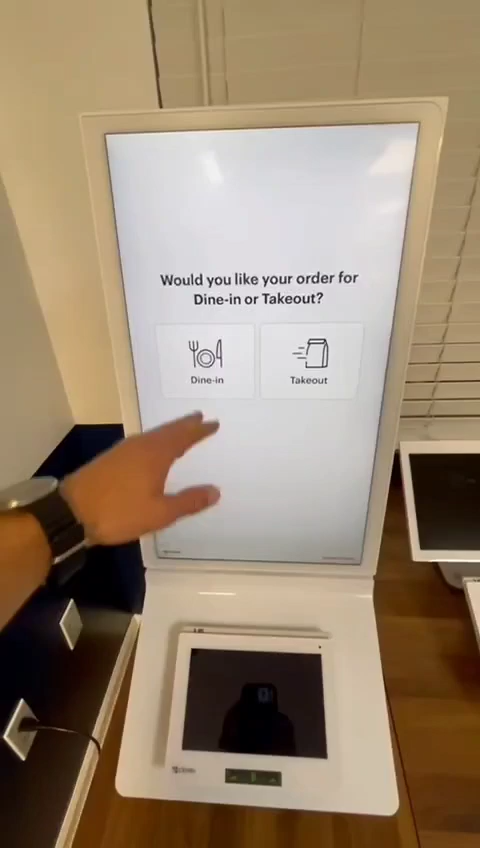 Would you like your order for
Dine-in or Takeout?
Dine-in
Takeout